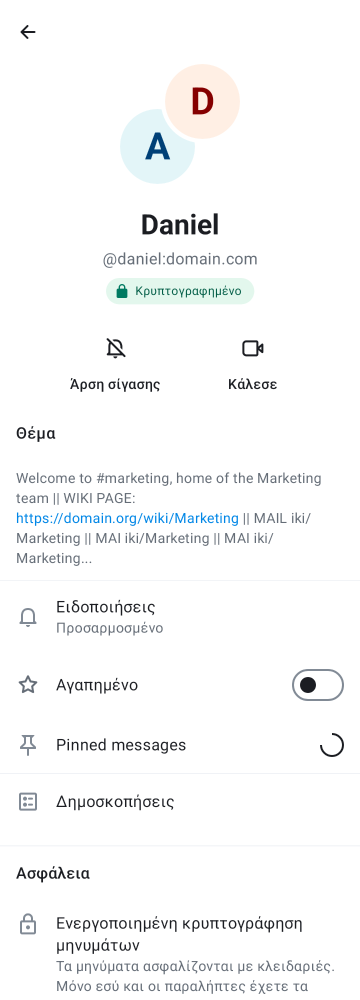 D
A
Daniel
@daniel:domain.com
Κρυπτογραφημένο
Άρση σίγασης
Κάλεσε
Θέμα
Welcome to #marketing, home of the Marketing
team || WIKI PAGE:
https://domain.org/wiki/Marketing || MAIL iki/
Marketing || MAI iki/Marketing || MAI iki/
Marketing...
Ειδοποιήσεις
Προσαρμοσμένο
Αγαπημένο
Pinned messages
Δημοσκοπήσεις
Ασφάλεια
Ενεργοποιημένη κρυπτογράφηση
μηνυμάτων
Τα μηνύματα ασφαλίζονται με κλειδαριές.
Μόνο εσύ και οι παραλήπτες έχετε τα